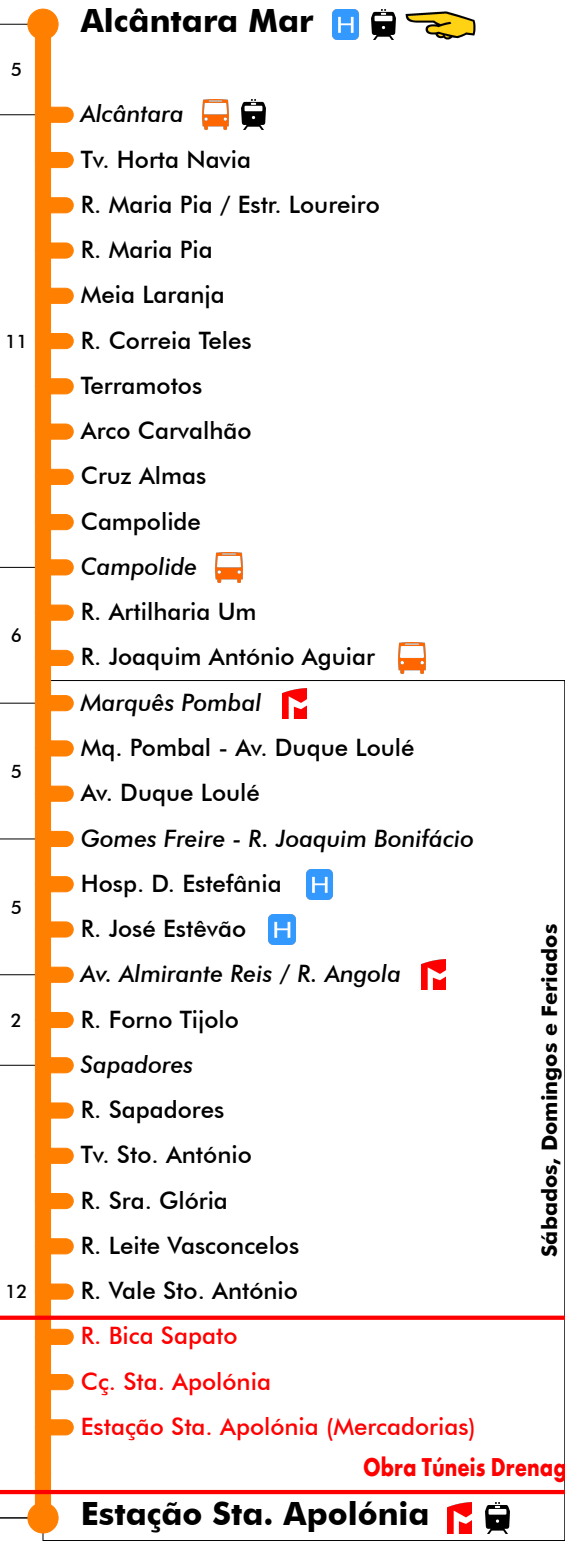 Alcântara Mar H
5
Alcântara
Tv. Horta Navia
R. Maria Pia / Estr. Loureiro
R. Maria Pia
Meia Laranja
11 R. Correia Teles
Terramotos
Arco Carvalhão
Cruz Almas
Campolide
Campolide
R. Artilharia Um
6
R. Joaquim António Aguiar
Marquês Pombal
Mq. Pombal - Av. Duque Loulé
5
Av. Duque Loulé
Gomes Freire - R. Joaquim Bonifácio
Hosp. D. Estefânia H
5
R. José Estêvão H
Av. Almirante Reis / R. Angola
2 R. Forno Tijolo
Sapadores
R. Sapadores
Tv. Sto. António
R. Sra. Glória
R. Leite Vasconcelos
12 R. Vale Sto. António
Sábados, Domingos e Feriados
R. Bica Sapato
Cç. Sta. Apolónia
Estação Sta. Apolónia (Mercadorias)
Obra Túneis Drenag
Estação Sta. Apolónia